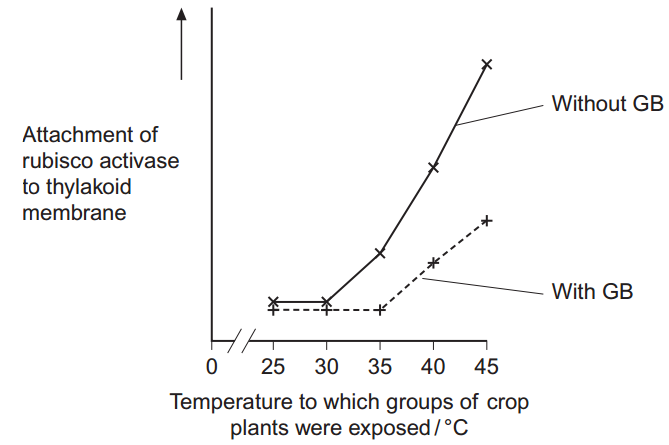 Without GB
Attachment of
rubisco activase
to thylakoid
membrane
With GB
0 25 30 35 40 45
Temperature to which groups of crop
plants were exposed / °C